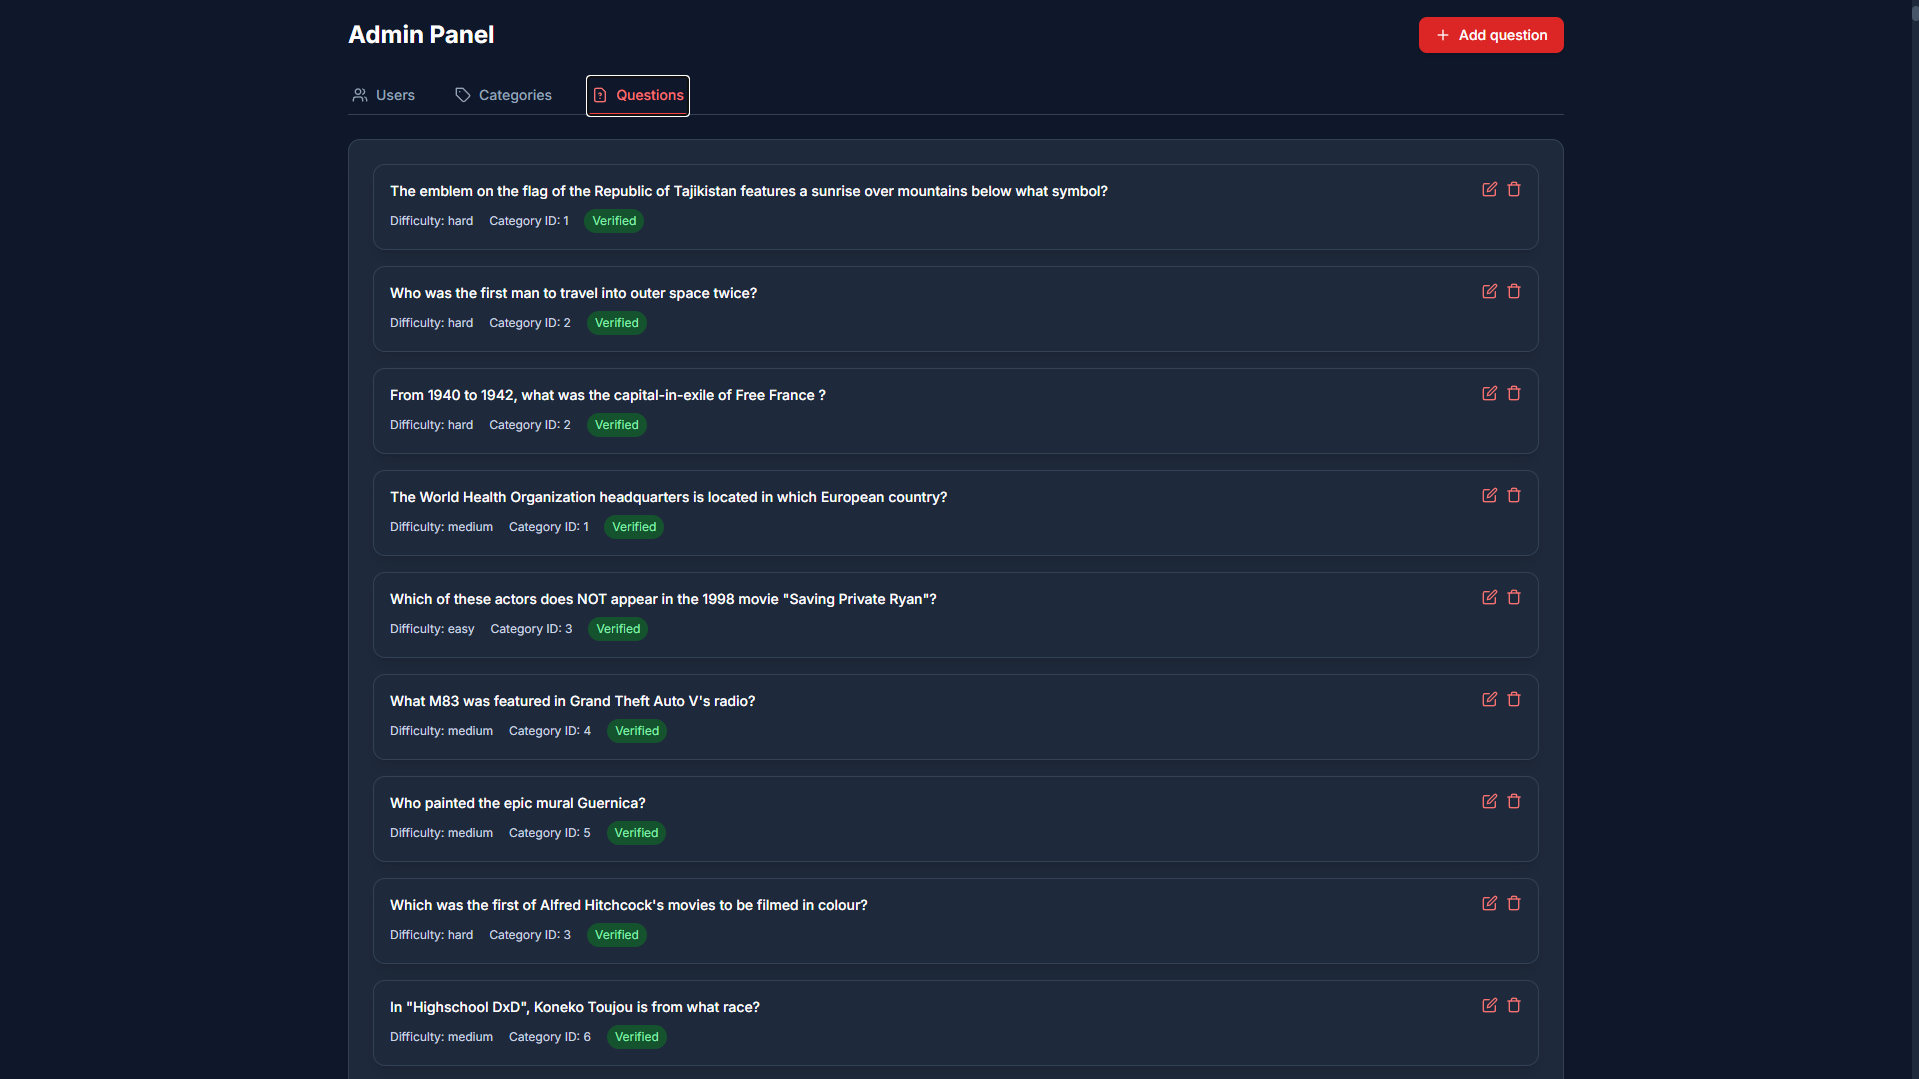 Admin Panel
Add question
Users
Categories
Questions
The emblem on the flag of the Republic of Tajikistan features a sunrise over mountains below what symbol?
Difficulty: hard Category ID: 1 Verified
Who was the first man to travel into outer space twice?
Difficulty: hard Category ID: 2 Verified
From 1940 to 1942, what was the capital-in-exile of Free France ?
Difficulty: hard Category ID: 2 Verified
The World Health Organization headquarters is located in which European country?
Difficulty: medium Category ID: 1 Verified
Which of these actors does NOT appear in the 1998 movie "Saving Private Ryan"?
Difficulty: easy Category ID: 3 Verified
What M83 was featured in Grand Theft Auto V's radio?
Difficulty: medium Category ID: 4 Verified
Who painted the epic mural Guernica?
Difficulty: medium Category ID: 5 Verified
Which was the first of Alfred Hitchcock's movies to be filmed in colour?
Difficulty: hard Category ID: 3 Verified
In "Highschool DxD", Koneko Toujou is from what race?
Difficulty: medium Category ID: 6 Verified